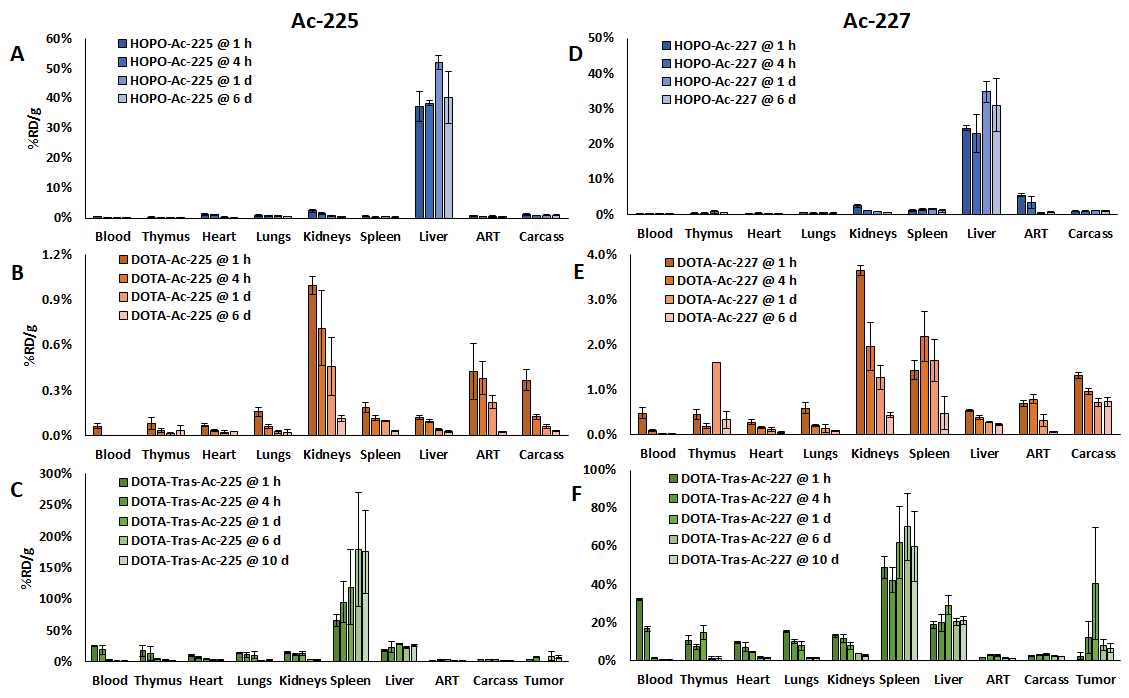 Ac-225
Ac-227
A
60%
50%
40%
30%
20%
10%
0%
%RD/g
HOPO-Ac-225 @ 1 h
HOPO-Ac-225 @ 4 h
HOPO-Ac-225 @ 1 d
HOPO-Ac-225 @ 6 d
Blood Thymus Heart Lungs Kidneys Spleen Liver ART Carcass
D
50%
40%
30%
20%
10%
0%
HOPO-Ac-227 @ 1 h
HOPO-Ac-227 @ 4 h
HOPO-Ac-227 @ 1 d
HOPO-Ac-227 @ 6 d
Blood Thymus Heart Lungs Kidneys Spleen Liver ART Carcass
B
1.2%
0.9%
0.6%
0.3%
0.0%
%RD/g
DOTA-Ac-225 @ 1 h
DOTA-Ac-225 @ 4 h
DOTA-Ac-225 @ 1 d
DOTA-Ac-225 @ 6 d
Blood Thymus Heart Lungs Kidneys Spleen Liver ART Carcass
E
4.0%
3.0%
2.0%
1.0%
0.0%
DOTA-Ac-227 @ 1 h
DOTA-Ac-227 @ 4 h
DOTA-Ac-227 @ 1 d
DOTA-Ac-227 @ 6 d
Blood Thymus Heart Lungs Kidneys Spleen Liver ART Carcass
C
300%
250%
200%
150%
100%
50%
0%
%RD/g
DOTA-Tras-Ac-225 @ 1 h
DOTA-Tras-Ac-225 @ 4 h
DOTA-Tras-Ac-225 @ 1 d
DOTA-Tras-Ac-225 @ 6 d
DOTA-Tras-Ac-225 @ 10 d
Blood Thymus Heart Lungs Kidneys Spleen Liver ART Carcass Tumor
F
100%
80%
60%
40%
20%
0%
DOTA-Tras-Ac-227 @ 1 h
DOTA-Tras-Ac-227 @ 4 h
DOTA-Tras-Ac-227 @ 1 d
DOTA-Tras-Ac-227 @ 6 d
DOTA-Tras-Ac-227 @ 10 d
Blood Thymus Heart Lungs Kidneys Spleen Liver ART Carcass Tumor